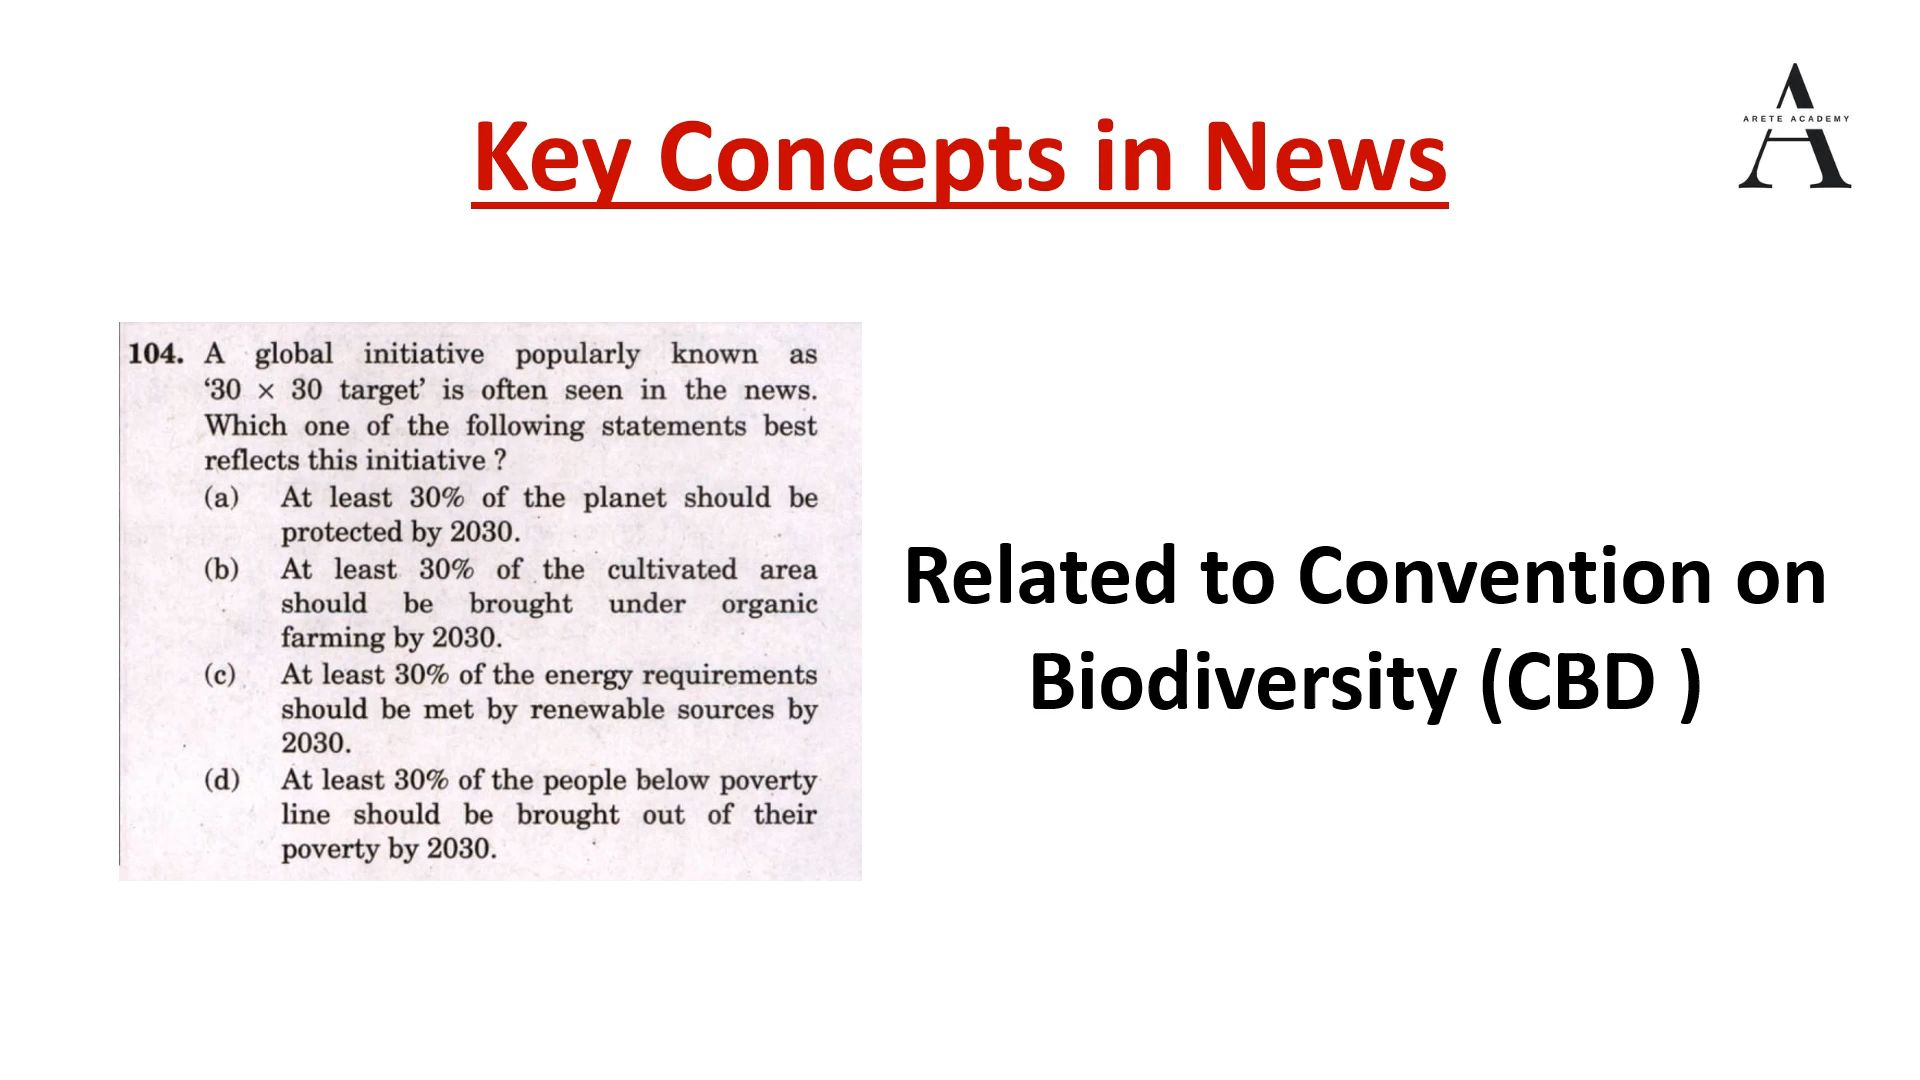 Key Concepts in News
ARETE ACADEMY
104. A global initiative popularly known as
‘30 × 30 target’ is often seen in the news.
Which one of the following statements best
reflects this initiative ?
(a) At least 30% of the planet should be
protected by 2030.
(b) At least 30% of the cultivated area
should be brought under organic
farming by 2030.
(c) At least 30% of the energy requirements
should be met by renewable sources by
2030.
(d) At least 30% of the people below poverty
line should be brought out of their
poverty by 2030.
Related to Convention on
Biodiversity (CBD )